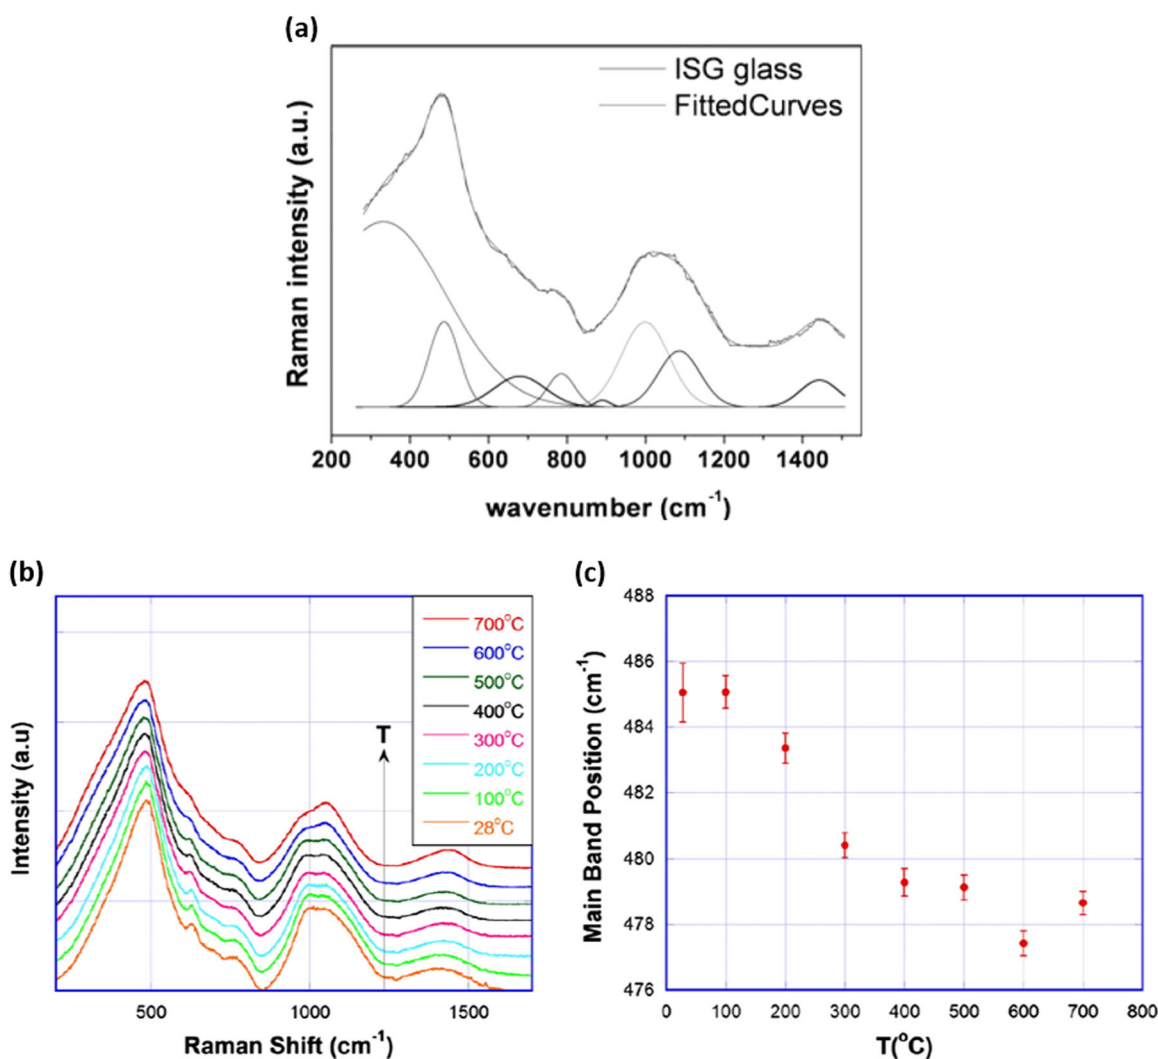 (a)
ISG glass
FittedCurves
Raman intensity (a.u.)
200 400 600 800 1000 1200 1400
wavenumber (cm-1)
(b)
700°C
600°C
500°C
400°C
300°C
200°C
100°C
28°C
T
Intensity (a.u)
500 1000 1500
Raman Shift (cm-1)
(c)
488
486
484
482
480
478
476
Main Band Position (cm-1)
0 100 200 300 400 500 600 700 800
T(°C)